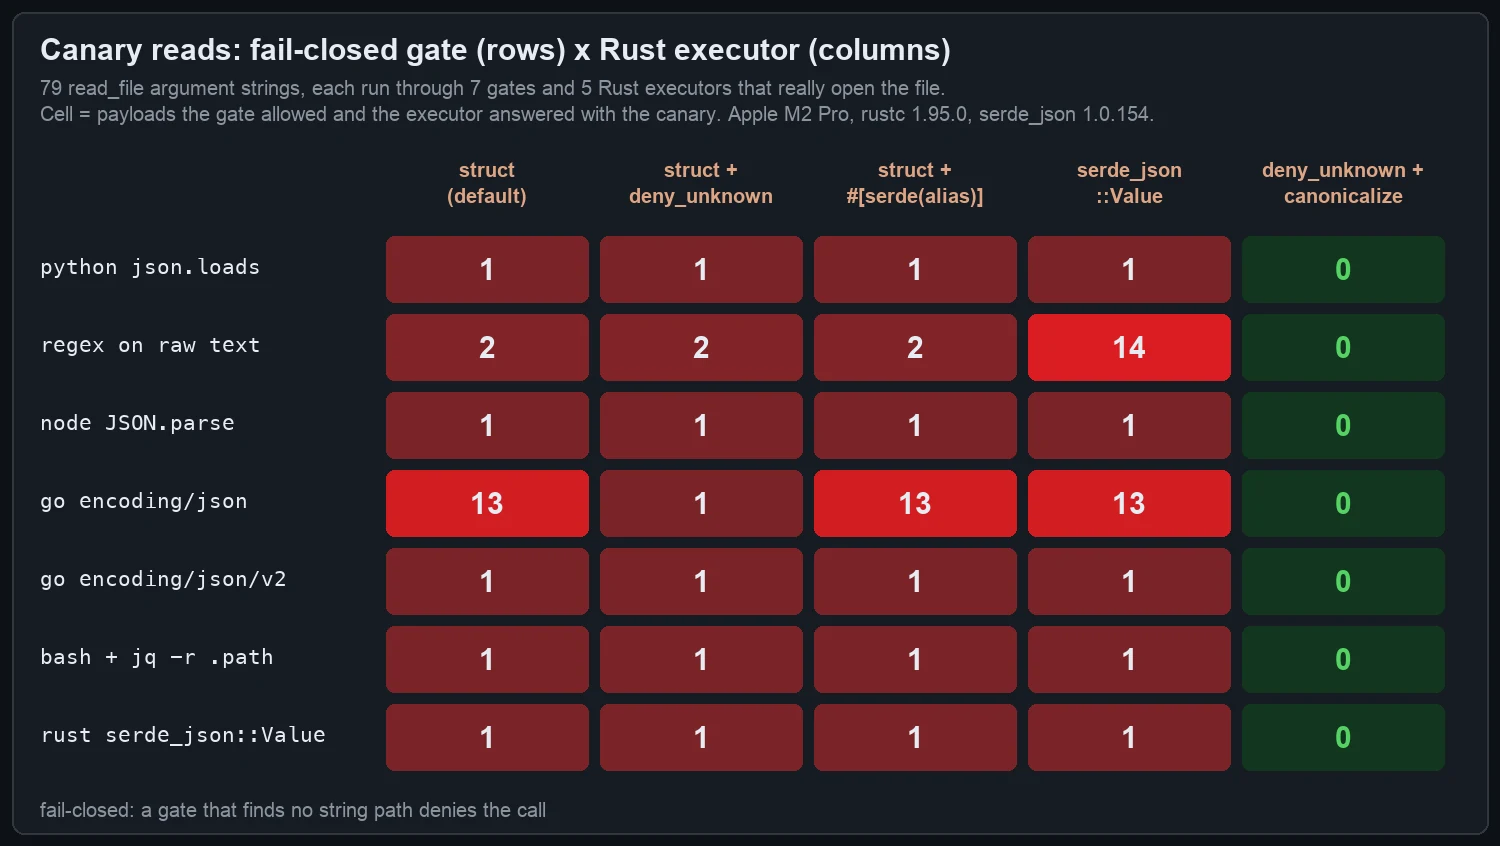 Canary reads: fail-closed gate (rows) x Rust executor (columns)
79 read_file argument strings, each run through 7 gates and 5 Rust executors that really open the file.
Cell = payloads the gate allowed and the executor answered with the canary. Apple M2 Pro, rustc 1.95.0, serde_json 1.0.154.
struct (default)
struct + deny_unknown
struct + #[serde(alias)]
serde_json ::Value
deny_unknown + canonicalize
python json.loads 1 1 1 1 0
regex on raw text 2 2 2 14 0
node JSON.parse 1 1 1 1 0
go encoding/json 13 1 13 13 0
go encoding/json/v2 1 1 1 1 0
bash + jq -r .path 1 1 1 1 0
rust serde_json::Value 1 1 1 1 0
fail-closed: a gate that finds no string path denies the call